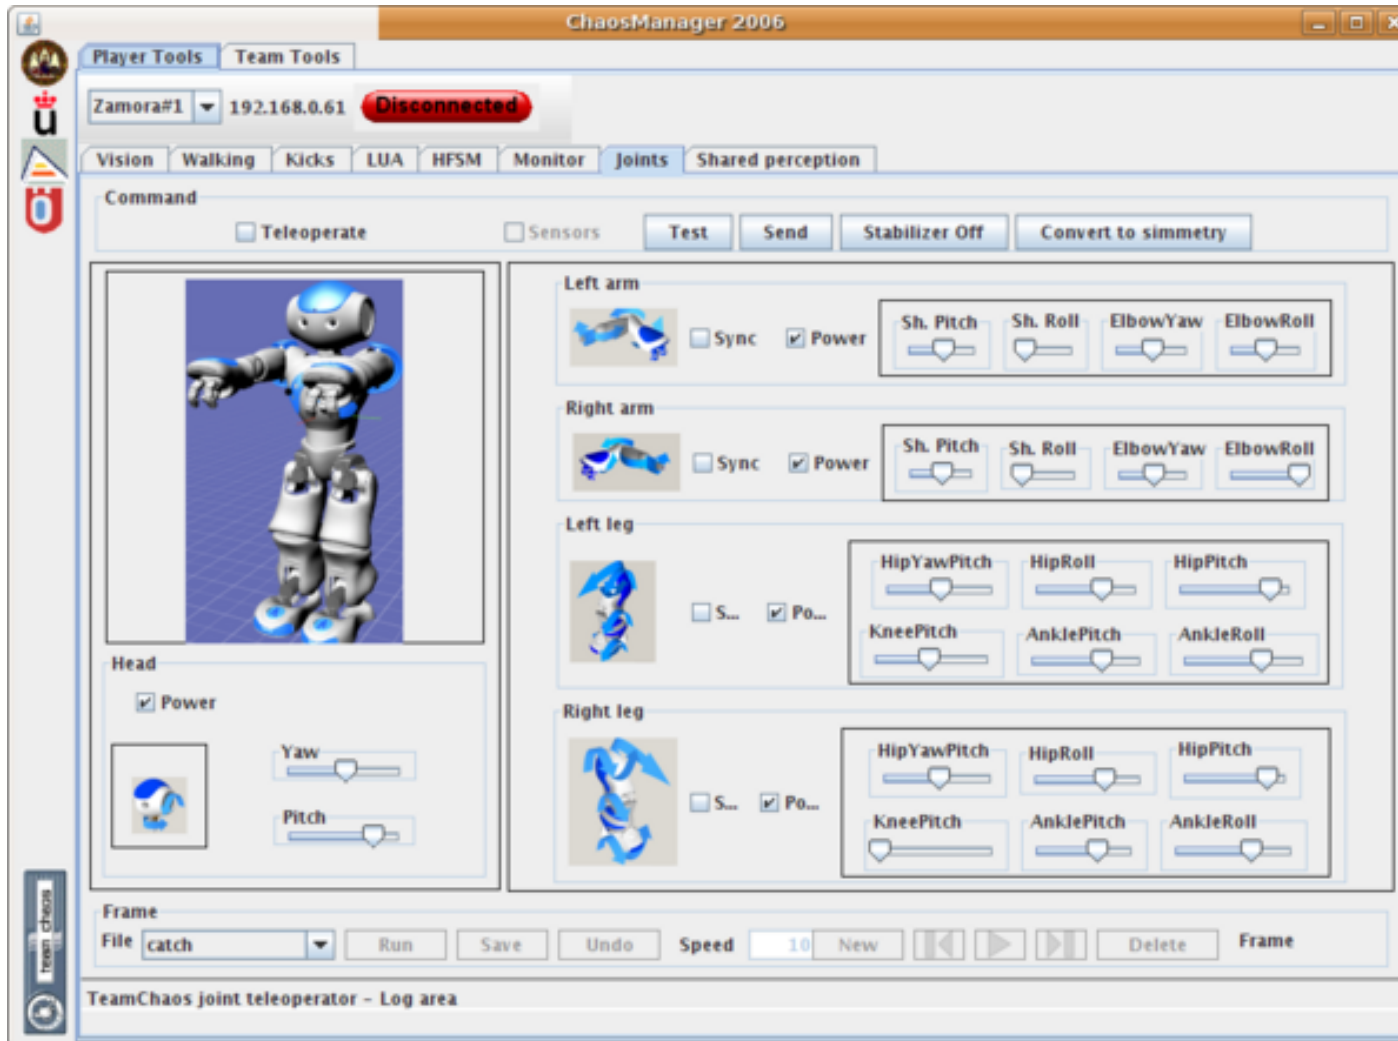 ChaosManager 2006
Player Tools Team Tools
Zamora#1 192.168.0.61 Disconnected
Vision Walking Kicks LUA HFSM Monitor Joints Shared perception
Command
Teleoperate Sensors Test Send Stabilizer Off Convert to simmetry
Left arm
Sync Power Sh. Pitch Sh. Roll ElbowYaw ElbowRoll
Right arm
Sync Power Sh. Pitch Sh. Roll ElbowYaw ElbowRoll
Left leg
HipYawPitch HipRoll HipPitch
S... Po...
KneePitch AnklePitch AnkleRoll
Head
Power
Yaw
Pitch
Right leg
HipYawPitch HipRoll HipPitch
S... Po...
KneePitch AnklePitch AnkleRoll
Frame
File catch Run Save Undo Speed 10 New Delete Frame
TeamChaos joint teleoperator - Log area
team chaos
ü